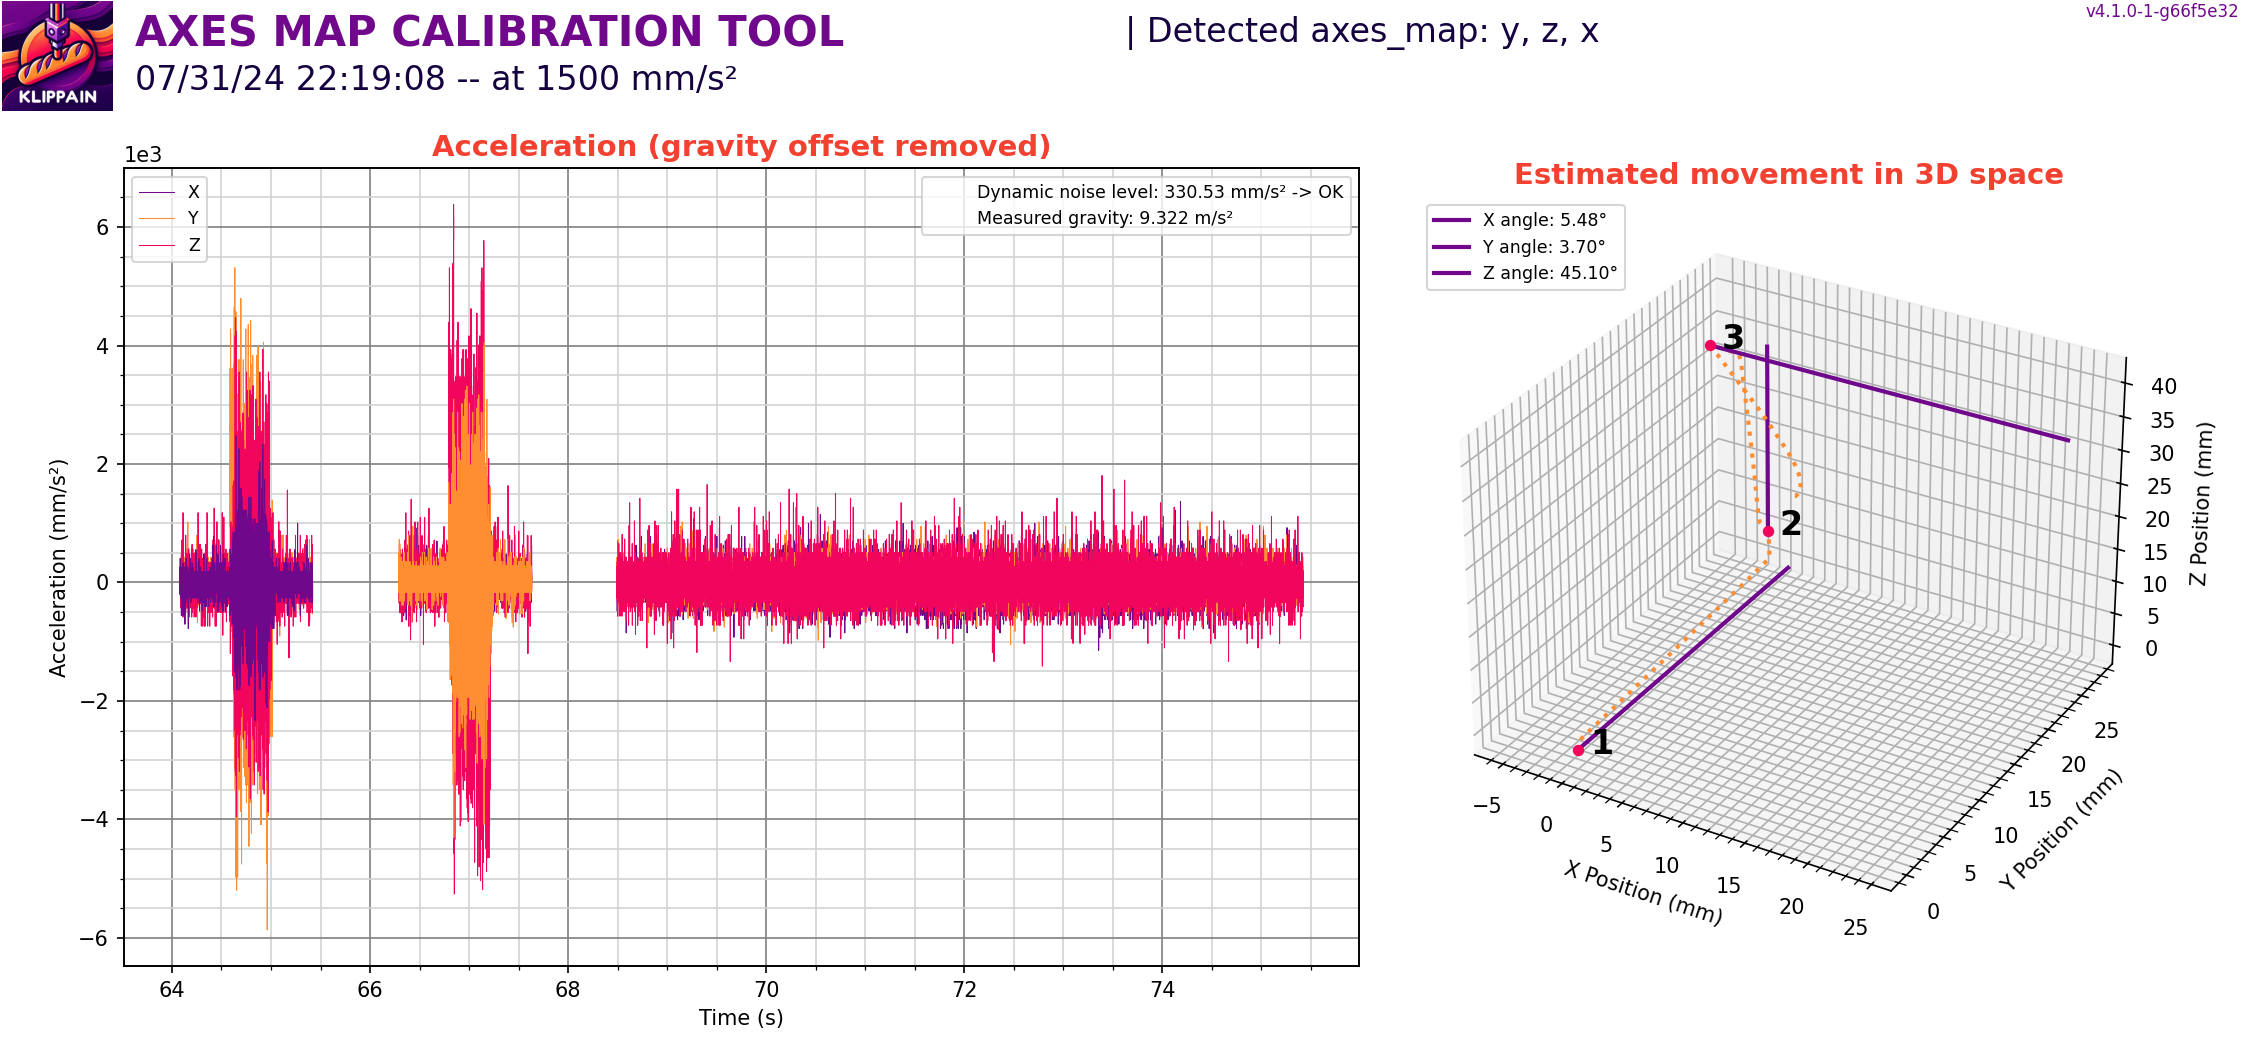 AXES MAP CALIBRATION TOOL
| Detected axes_map: y, z, x
v4.1.0-1-g66f5e32
07/31/24 22:19:08 -- at 1500 mm/s²
KLIPPAIN
Acceleration (gravity offset removed)
1e3
X
Y
Z
Dynamic noise level: 330.53 mm/s² -> OK
Measured gravity: 9.322 m/s²
6
4
2
0
−2
−4
−6
Acceleration (mm/s²)
64
66
68
70
72
74
Time (s)
Estimated movement in 3D space
X angle: 5.48°
Y angle: 3.70°
Z angle: 45.10°
3
2
1
40
35
30
25
20
15
10
5
0
Z Position (mm)
−5
0
5
10
15
20
25
X Position (mm)
0
5
10
15
20
25
Y Position (mm)